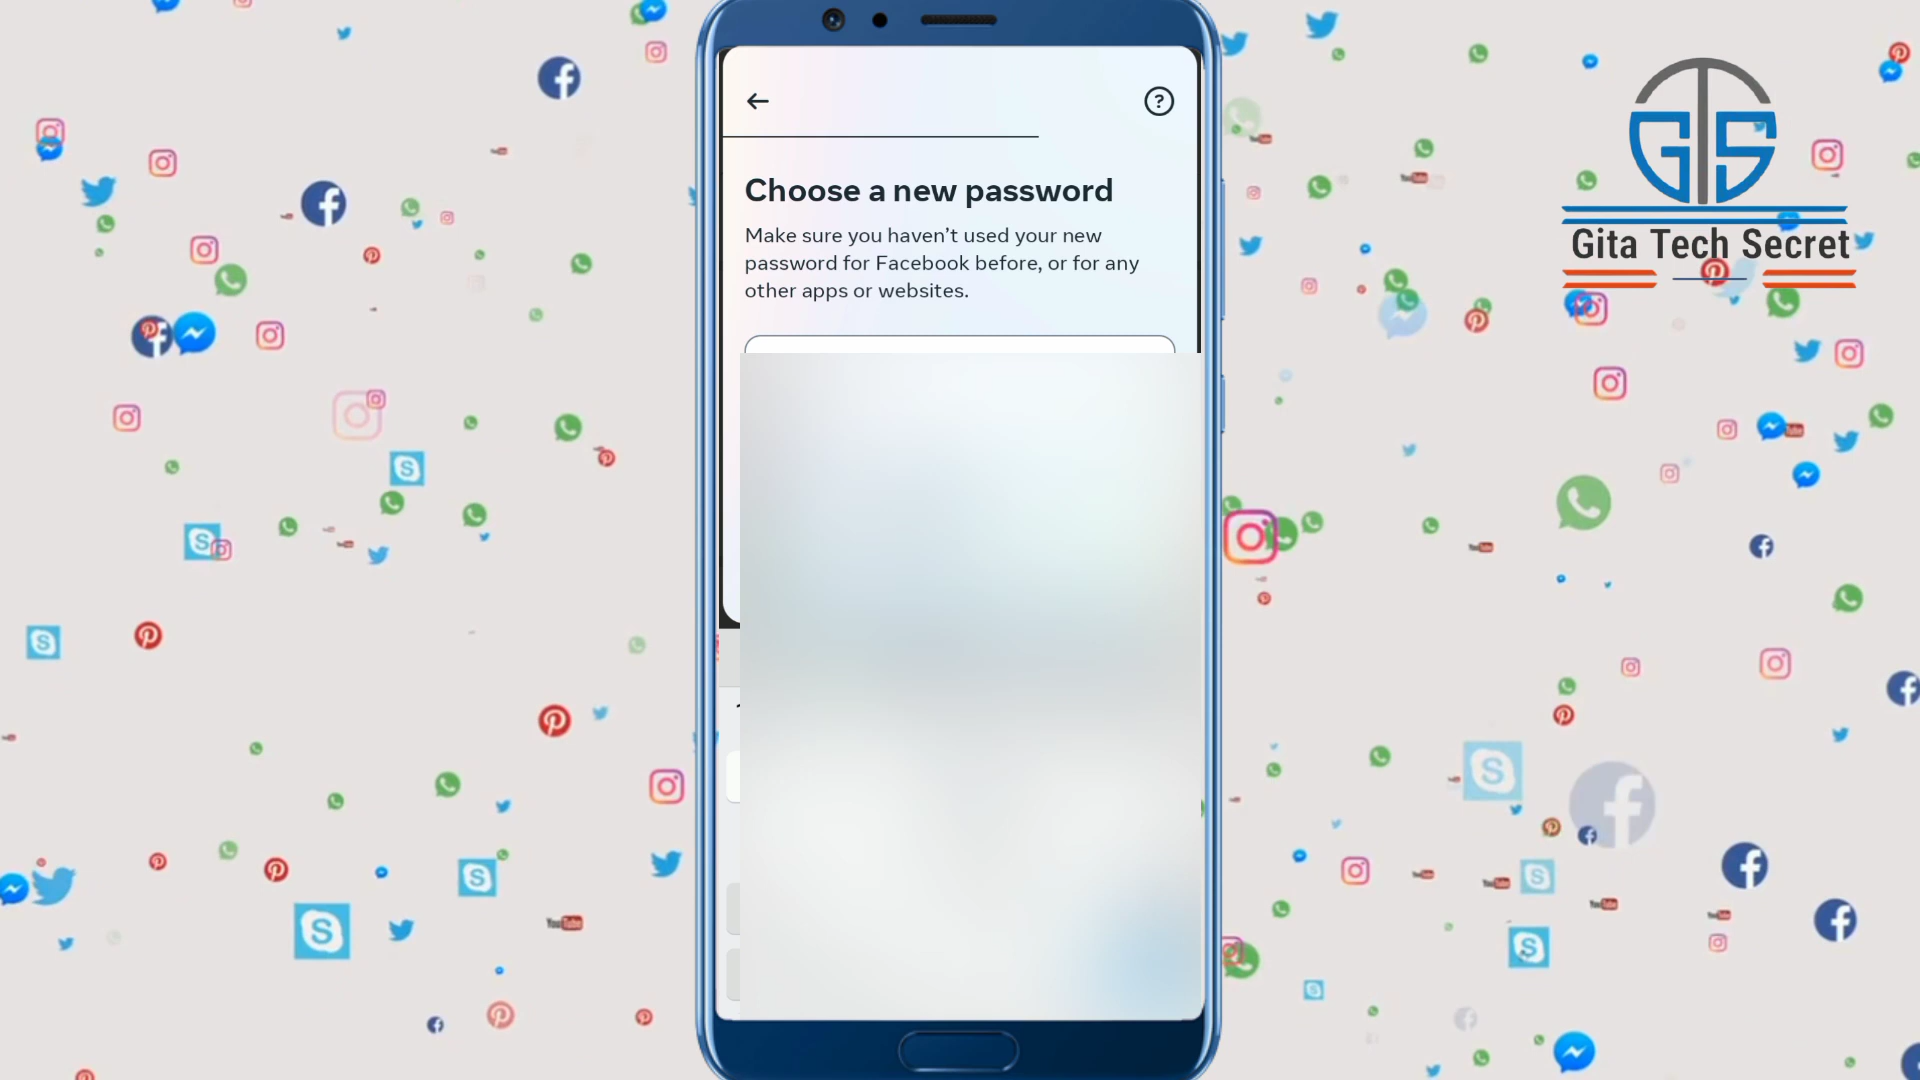 Choose a new password
Make sure you haven’t used your new
password for Facebook before, or for any
other apps or websites.
GTS
Gita Tech Secret